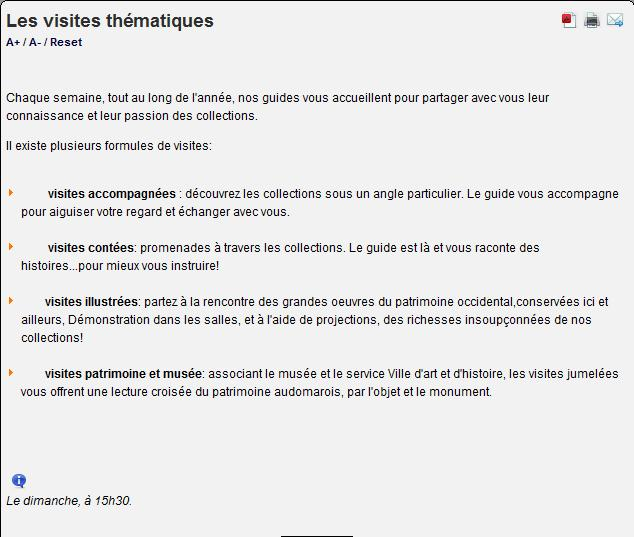 Les visites thématiques
A+ / A- / Reset
Chaque semaine, tout au long de l'année, nos guides vous accueillent pour partager avec vous leur
connaissance et leur passion des collections.
Il existe plusieurs formules de visites:
visites accompagnées : découvrez les collections sous un angle particulier. Le guide vous accompagne
pour aiguiser votre regard et échanger avec vous.
visites contées: promenades à travers les collections. Le guide est là et vous raconte des
histoires...pour mieux vous instruire!
visites illustrées: partez à la rencontre des grandes oeuvres du patrimoine occidental,conservées ici et
ailleurs, Démonstration dans les salles, et à l'aide de projections, des richesses insoupçonnées de nos
collections!
visites patrimoine et musée: associant le musée et le service Ville d'art et d'histoire, les visites jumelées
vous offrent une lecture croisée du patrimoine audomarois, par l'objet et le monument.
Le dimanche, à 15h30.